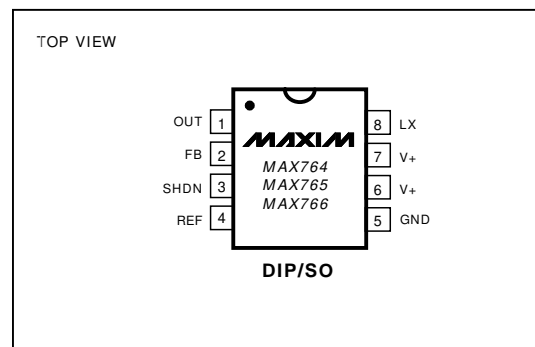 TOP VIEW
OUT 1 8 LX
FB 2 7 V+
SHDN 3 6 V+
REF 4 5 GND
MAXIM
MAX764
MAX765
MAX766
DIP/SO